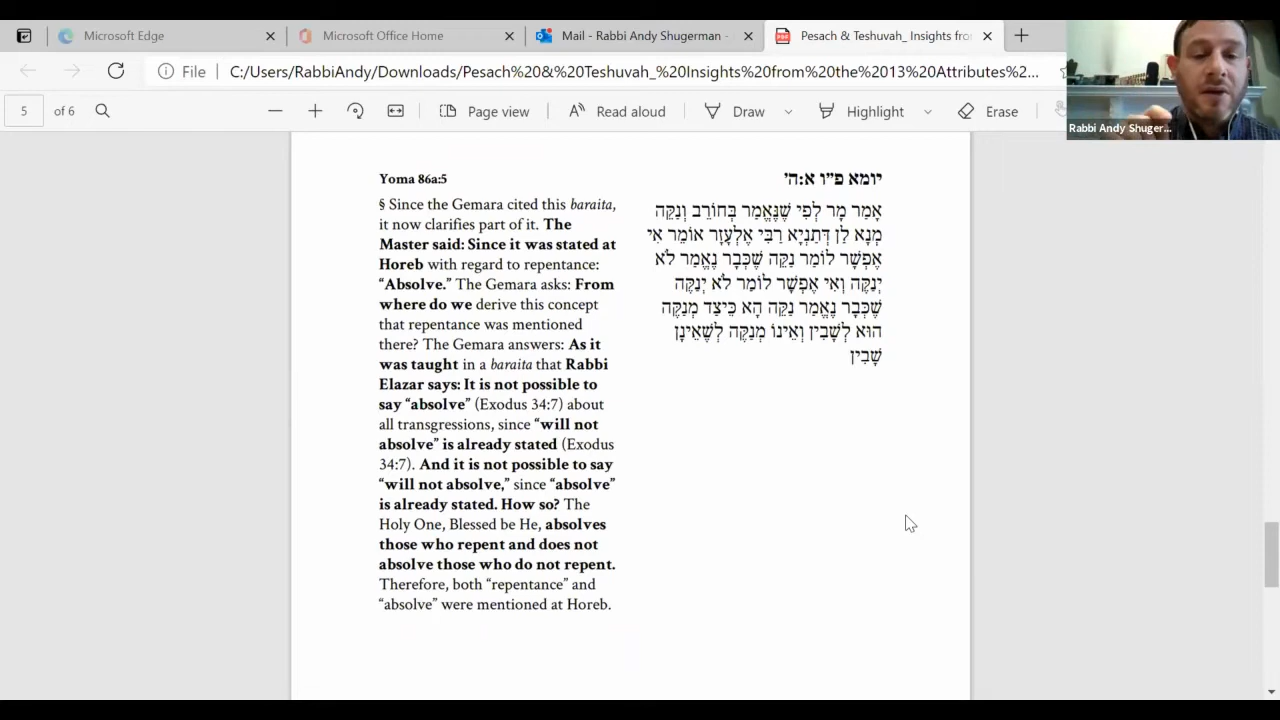 Microsoft Edge
Microsoft Office Home
Mail - Rabbi Andy Shugerman -
Pesach & Teshuvah_ Insights from
File
C:/Users/RabbiAndy/Downloads/Pesach%20&%20Teshuvah_%20Insights%20from%20the%2013%20Attributes%2...
5 of 6
Page view
Read aloud
Draw
Highlight
Erase
Rabbi Andy Shuger...
Yoma 86a:5
§ Since the Gemara cited this baraita,
it now clarifies part of it. The
Master said: Since it was stated at
Horeb with regard to repentance:
“Absolve.” The Gemara asks: From
where do we derive this concept
that repentance was mentioned
there? The Gemara answers: As it
was taught in a baraita that Rabbi
Elazar says: It is not possible to
say “absolve” (Exodus 34:7) about
all transgressions, since “will not
absolve” is already stated (Exodus
34:7). And it is not possible to say
“will not absolve,” since “absolve”
is already stated. How so? The
Holy One, Blessed be He, absolves
those who repent and does not
absolve those who do not repent.
Therefore, both “repentance” and
“absolve” were mentioned at Horeb.
יומא פ״ו א:ה׳
אָמַר מָר לְפִי שֶׁנֶּאֱמַר בְּחוֹרֵב וְנַקֵּה
מְנָא לַן דְּתַנְיָא רַבִּי אֶלְעָזָר אוֹמֵר אִי
אֶפְשָׁר לוֹמַר נַקֵּה שֶׁכְּבָר נֶאֱמַר לֹא
יְנַקֶּה וְאִי אֶפְשָׁר לוֹמַר לֹא יְנַקֶּה
שֶׁכְּבָר נֶאֱמַר נַקֵּה הָא כֵּיצַד מְנַקֶּה
הוּא לְשָׁבִין וְאֵינוֹ מְנַקֶּה לְשֶׁאֵינָן
שָׁבִין